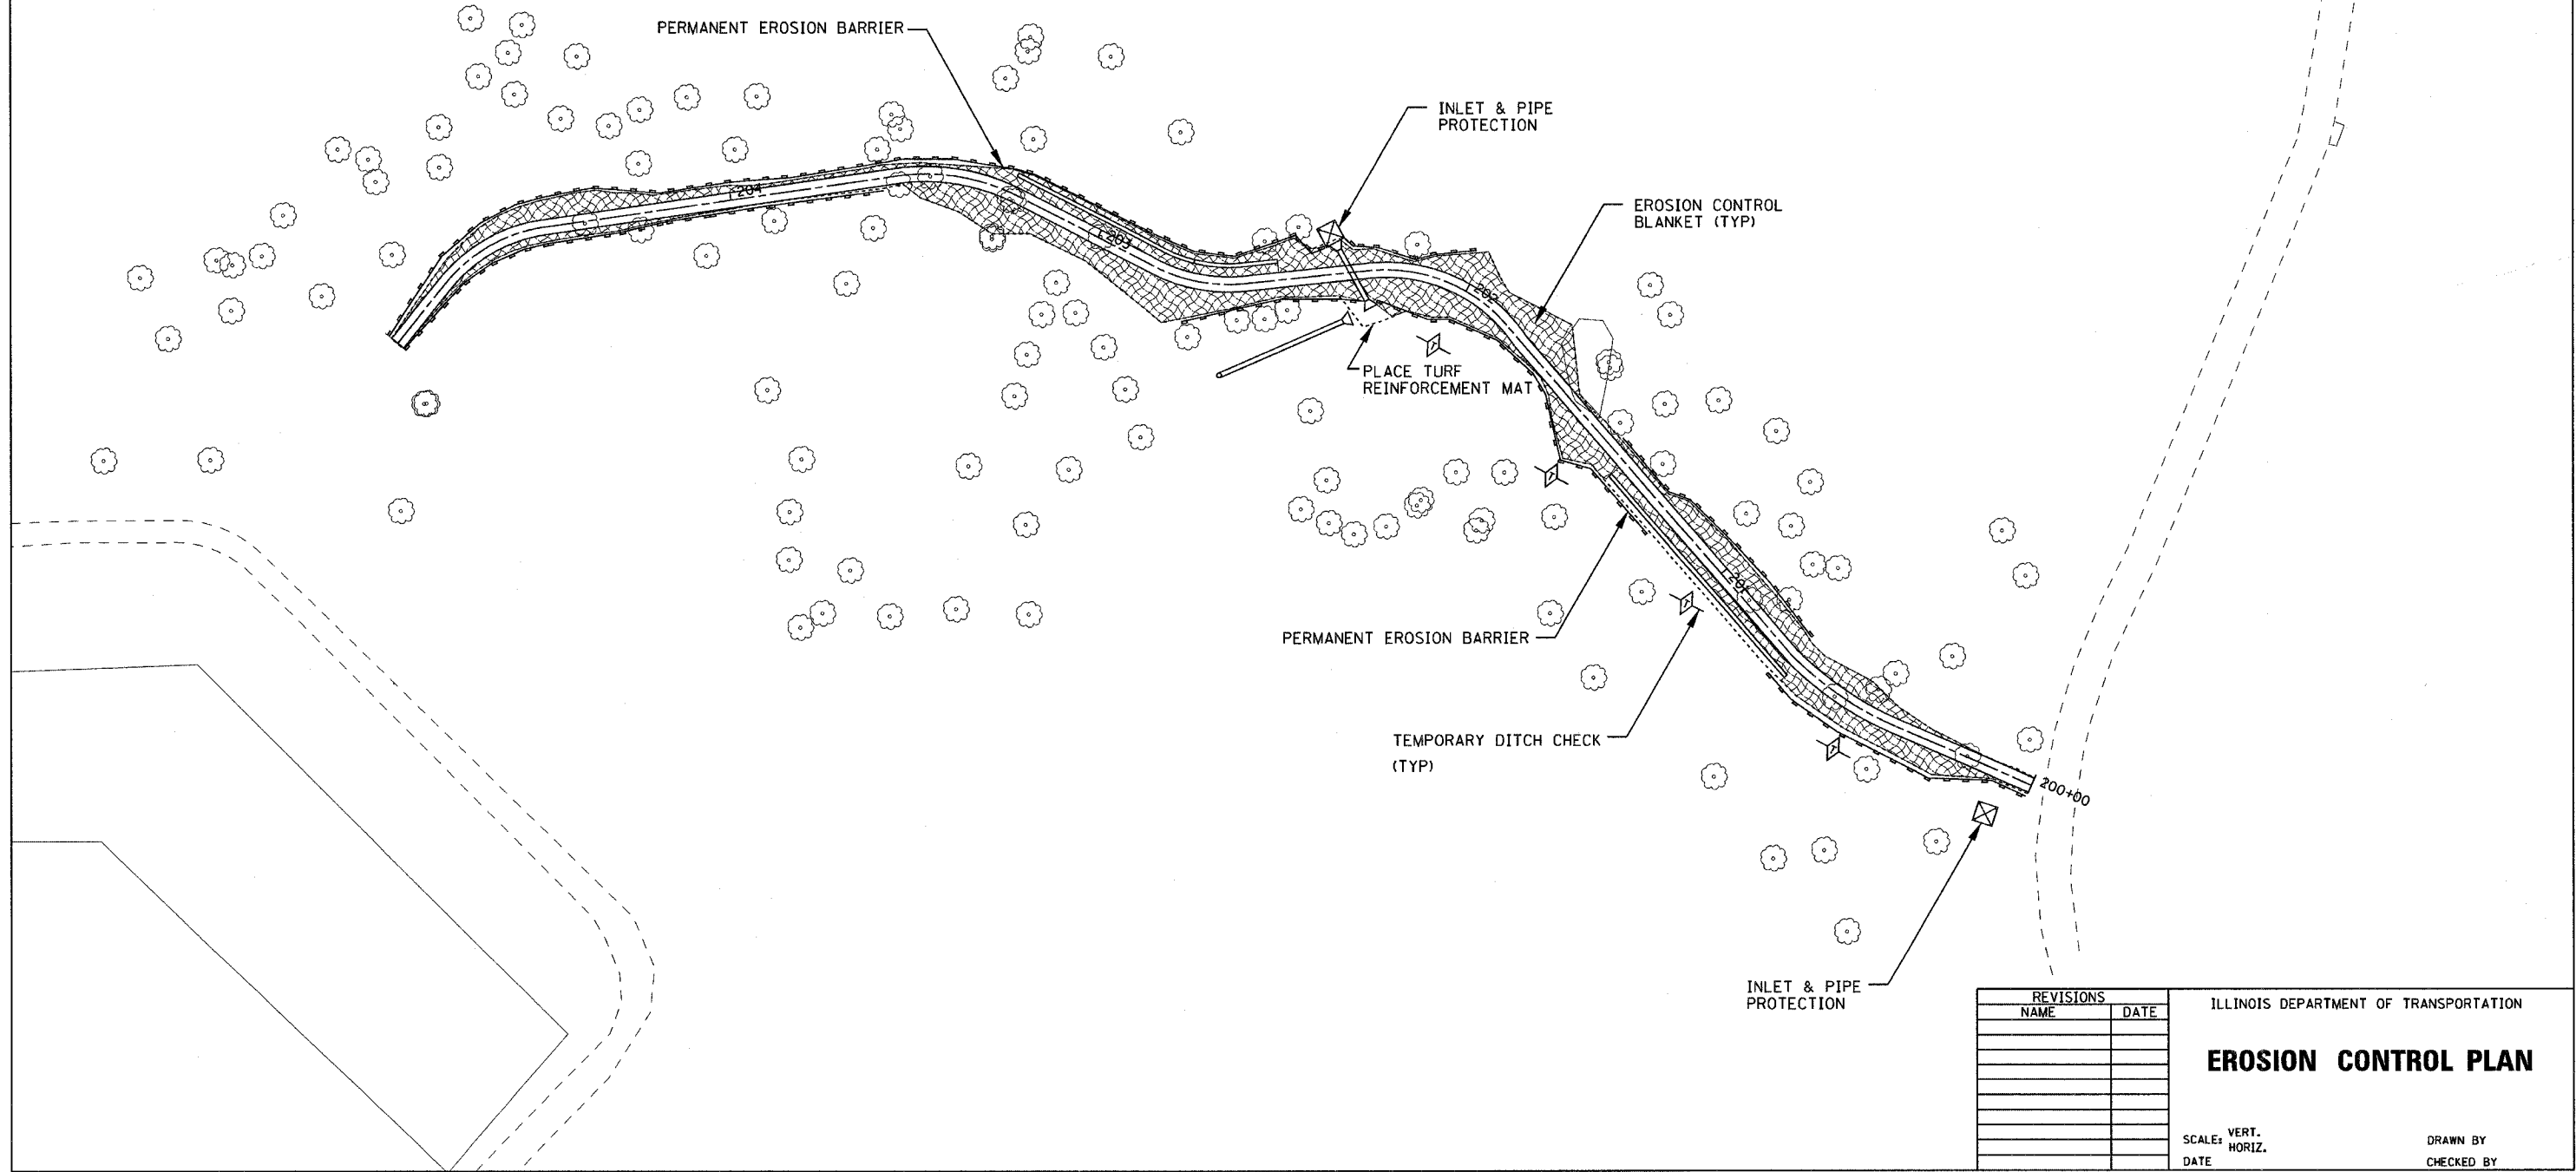 PERMANENT EROSION BARRIER
INLET & PIPE
PROTECTION
EROSION CONTROL
BLANKET (TYP)
204
203
202
PLACE TURF
REINFORCEMENT MAT
201
PERMANENT EROSION BARRIER
TEMPORARY DITCH CHECK
(TYP)
200+00
INLET & PIPE
PROTECTION
REVISIONS
NAME DATE
ILLINOIS DEPARTMENT OF TRANSPORTATION
EROSION CONTROL PLAN
SCALE: VERT.
HORIZ.
DRAWN BY
DATE
CHECKED BY